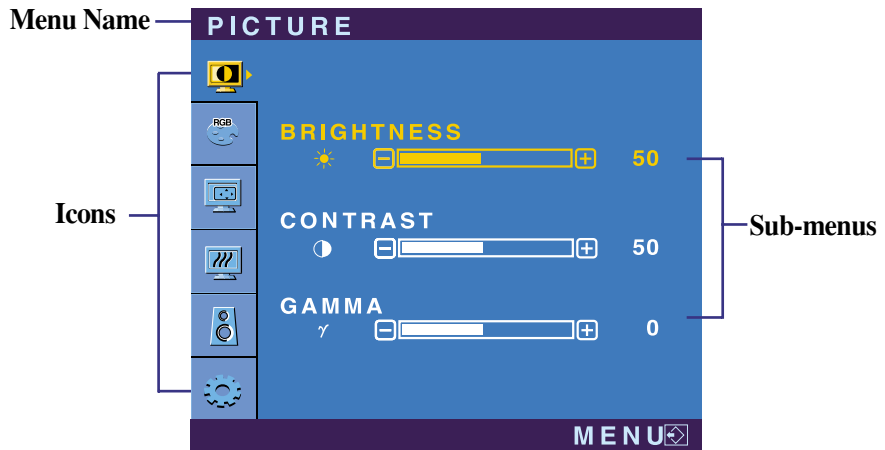 Menu Name
PICTURE
RGB
BRIGHTNESS
50
Icons
CONTRAST
50
Sub-menus
GAMMA
γ 0
MENU